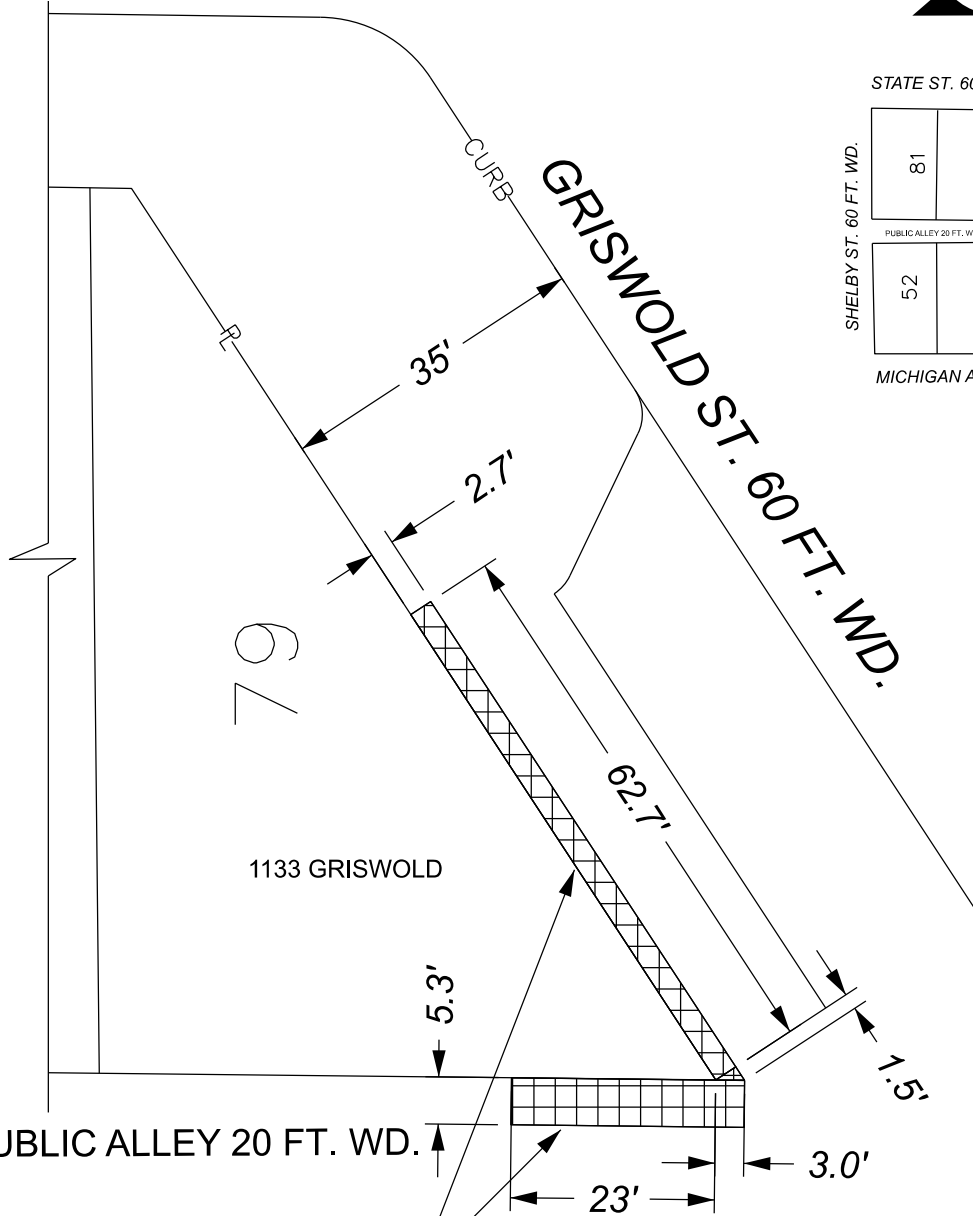 STATE ST. 60
SHELBY ST. 60 FT. WD.
81
PUBLIC ALLEY 20 FT. W
52
MICHIGAN A
CURB
GRISWOLD ST. 60 FT. WD.
PL
35'
2.7'
79
62.7'
1133 GRISWOLD
5.3'
1.5'
UBLIC ALLEY 20 FT. WD.
3.0'
23'